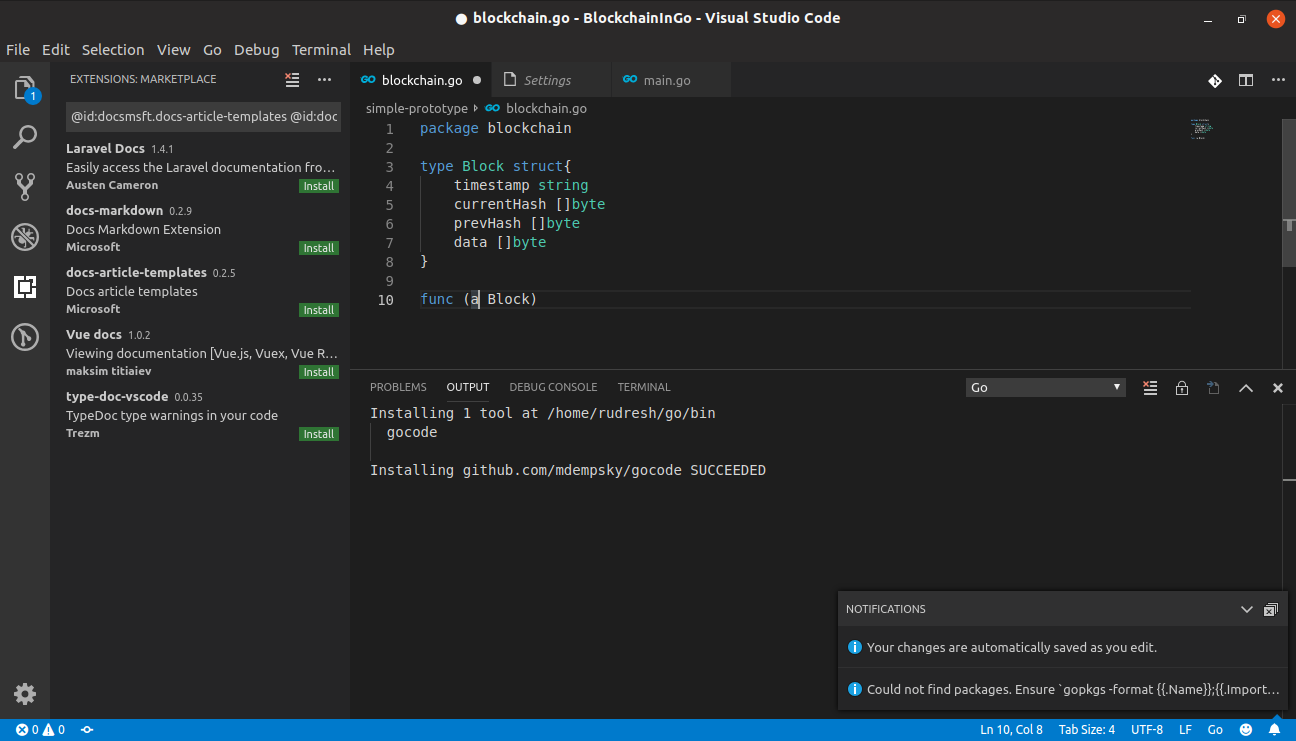 blockchain.go - BlockchainInGo - Visual Studio Code
File Edit Selection View Go Debug Terminal Help
1
EXTENSIONS: MARKETPLACE
@id:docsmsft.docs-article-templates @id:doc
Laravel Docs 1.4.1
Easily access the Laravel documentation fro…
Austen Cameron Install
docs-markdown 0.2.9
Docs Markdown Extension
Microsoft Install
docs-article-templates 0.2.5
Docs article templates
Microsoft Install
Vue docs 1.0.2
Viewing documentation [Vue.js, Vuex, Vue R…
maksim titiaiev Install
type-doc-vscode 0.0.35
TypeDoc type warnings in your code
Trezm Install
GO blockchain.go Settings GO main.go
simple-prototype GO blockchain.go
1 package blockchain
2
3 type Block struct{
4 timestamp string
5 currentHash []byte
6 prevHash []byte
7 data []byte
8 }
9
10 func (a Block)
PROBLEMS OUTPUT DEBUG CONSOLE TERMINAL Go
Installing 1 tool at /home/rudresh/go/bin
gocode
Installing github.com/mdempsky/gocode SUCCEEDED
NOTIFICATIONS
Your changes are automatically saved as you edit.
Could not find packages. Ensure `gopkgs -format {{.Name}};{{.Import…
0 0 Ln 10, Col 8 Tab Size: 4 UTF-8 LF Go